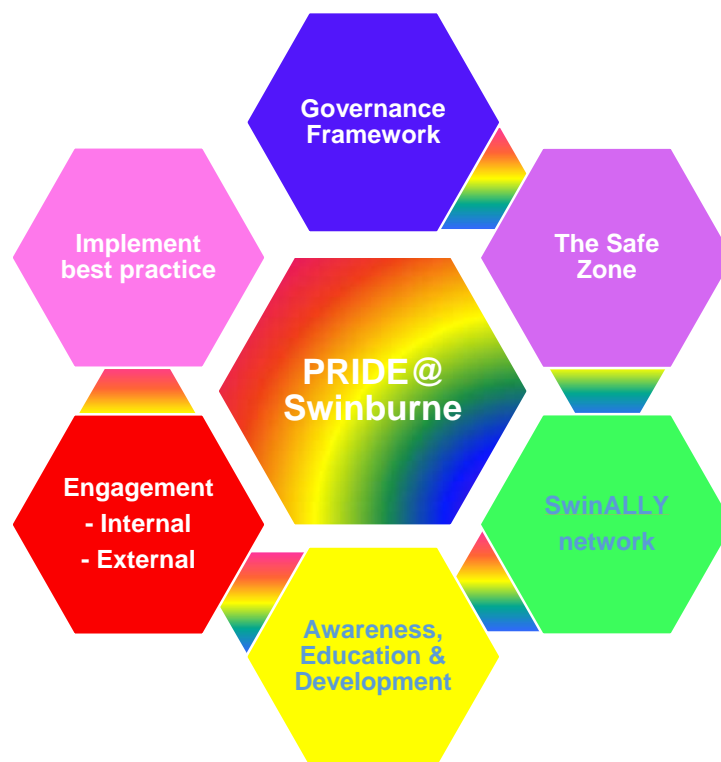 Governance
Framework
Implement
best practice
The Safe
Zone
PRIDE@
Swinburne
Engagement
- Internal
- External
SwinALLY
network
Awareness,
Education &
Development